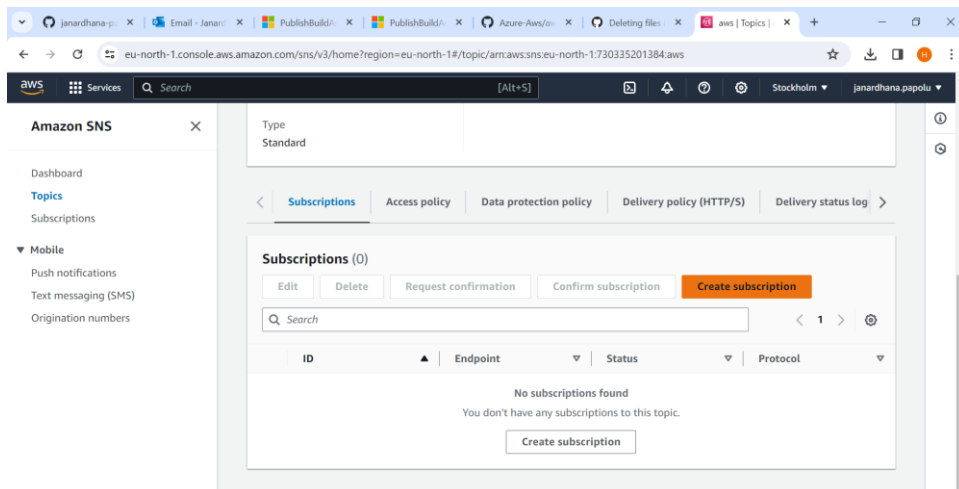 janardhana-p
Email - Janard
PublishBuildA
PublishBuildA
Azure-Aws/aw
Deleting files
aws | Topics |
eu-north-1.console.aws.amazon.com/sns/v3/home?region=eu-north-1#/topic/arn:aws:sns:eu-north-1:730335201384:aws
H
aws
Services
Search
[Alt+S]
Stockholm
janardhana.papolu
Amazon SNS
Dashboard
Topics
Subscriptions
Mobile
Push notifications
Text messaging (SMS)
Origination numbers
Type
Standard
Subscriptions
Access policy
Data protection policy
Delivery policy (HTTP/S)
Delivery status log
Subscriptions (0)
Edit
Delete
Request confirmation
Confirm subscription
Create subscription
Search
1
ID
Endpoint
Status
Protocol
No subscriptions found
You don't have any subscriptions to this topic.
Create subscription